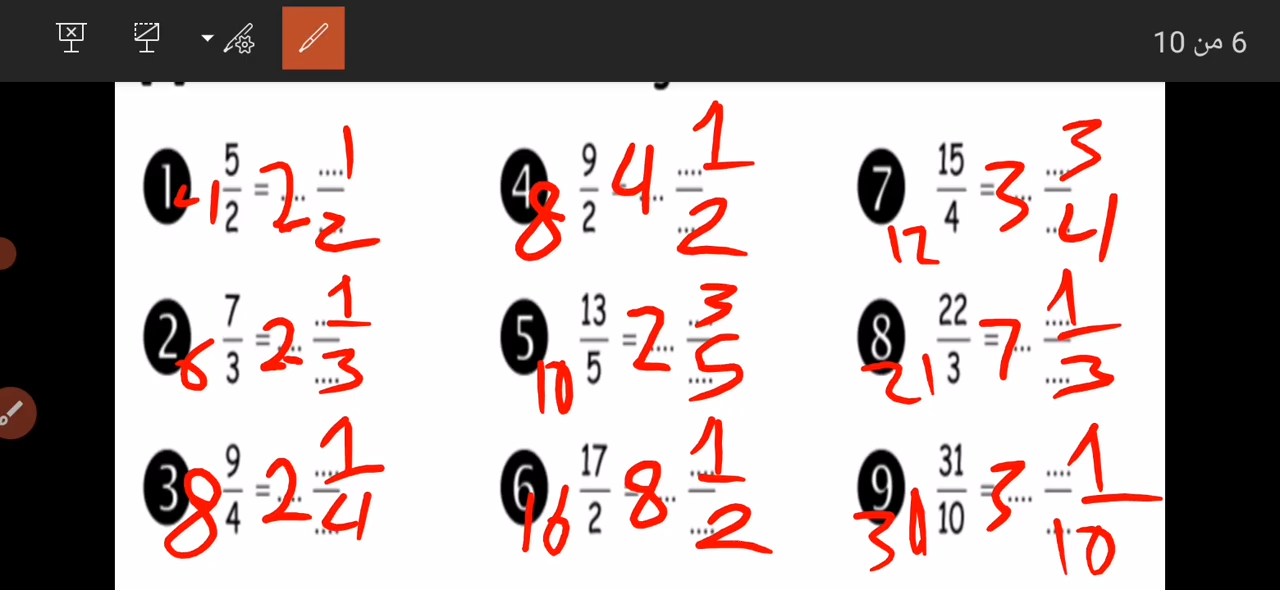 6 من 10
1 4 5/2 = 2 1/2
4 8 9/2 = 4 1/2
7 12 15/4 = 3 3/4
2 6 7/3 = 2 1/3
5 10 13/5 = 2 3/5
8 21 22/3 = 7 1/3
3 8 9/4 = 2 1/4
6 16 17/2 = 8 1/2
9 30 31/10 = 3 1/10